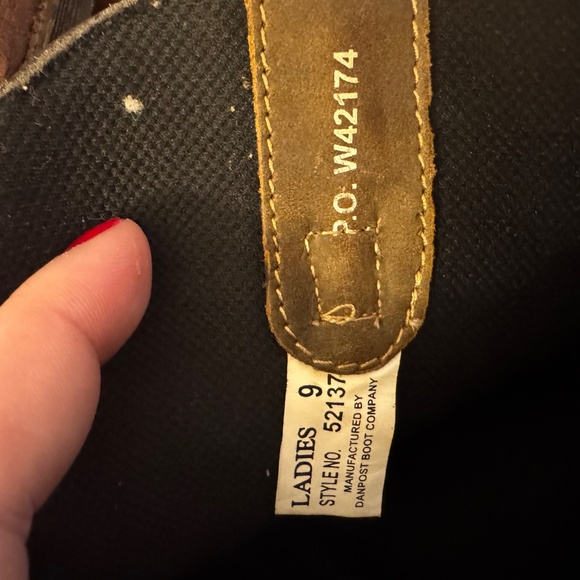 P.O. W42174
LADIES 9
STYLE NO. 52137
MANUFACTURED BY
DANPOST BOOT COMPANY